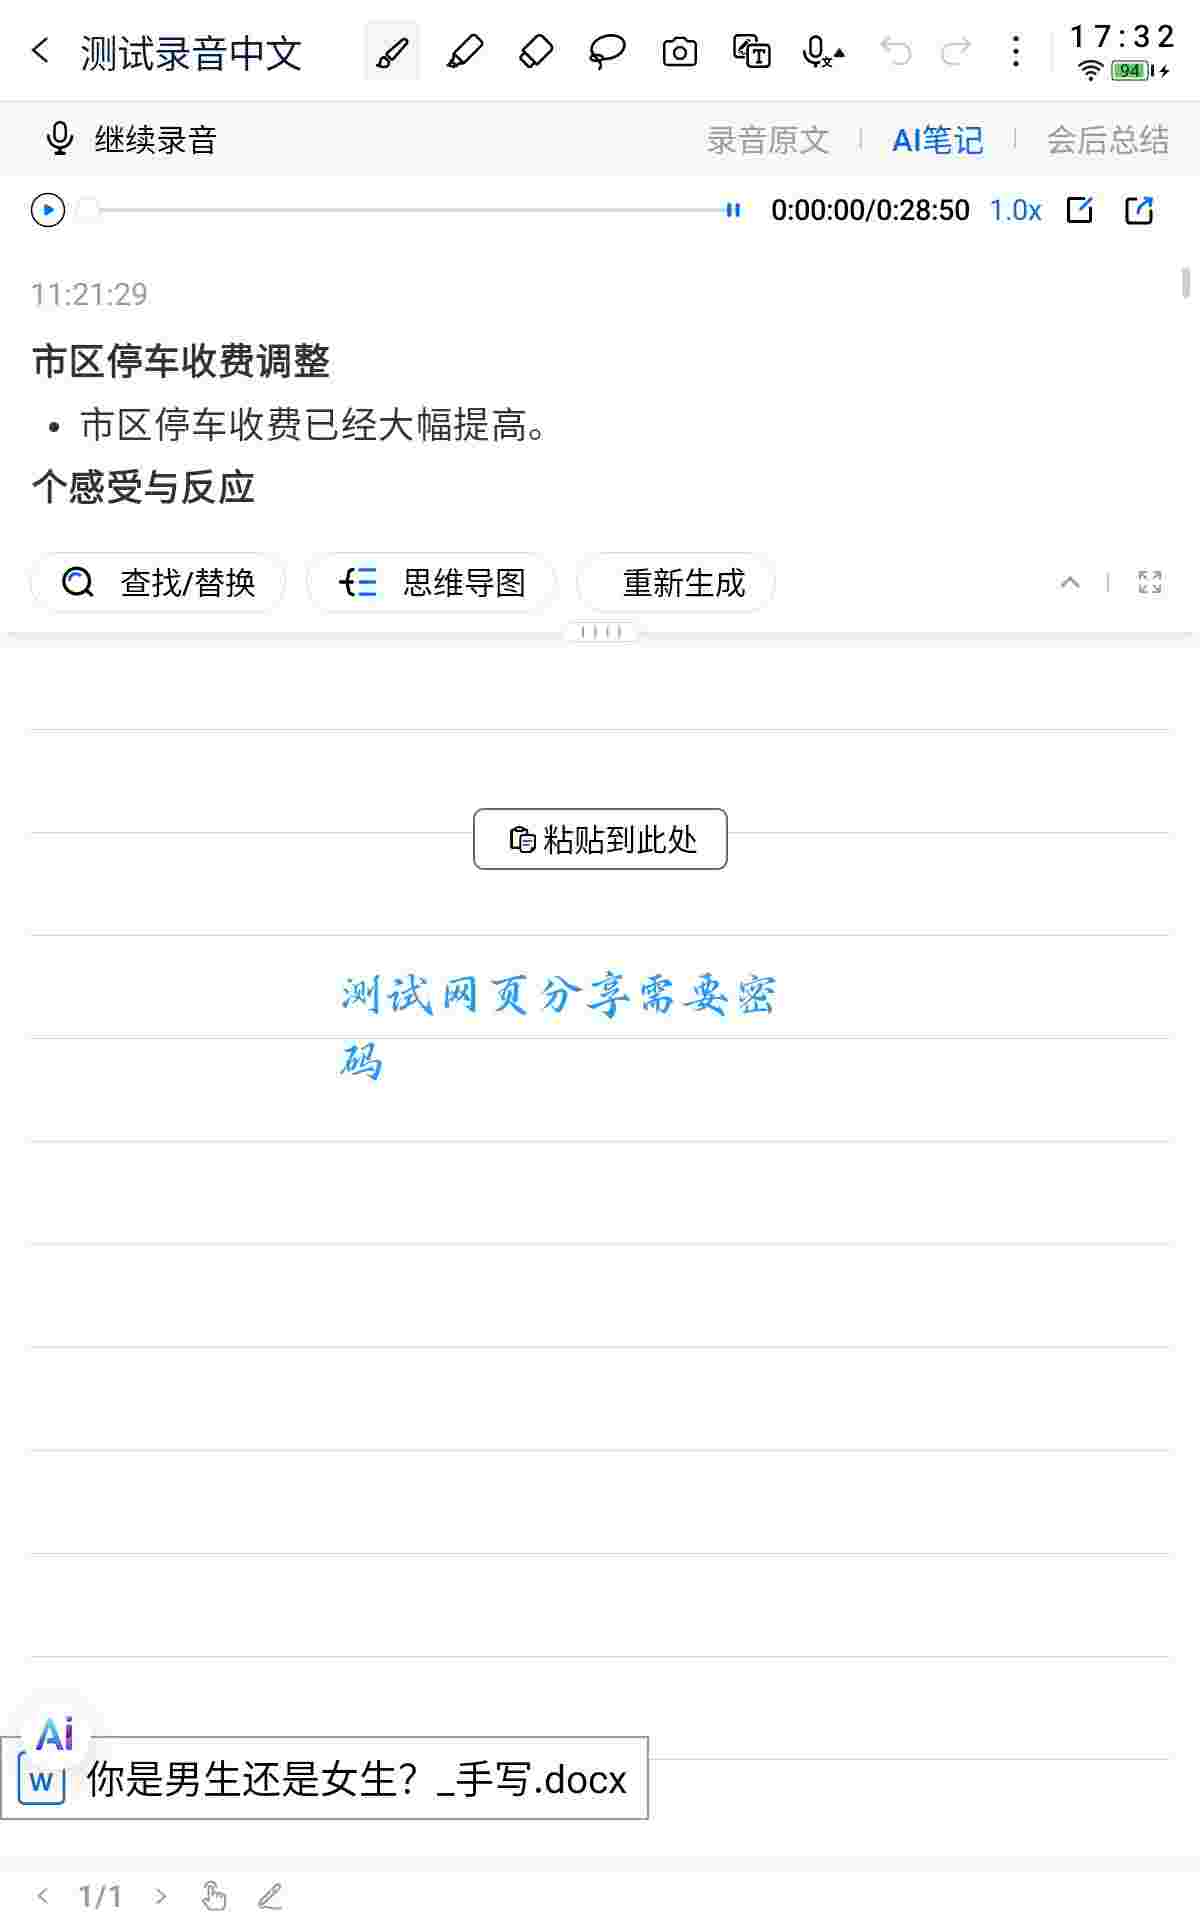 测试录音中文
17:32
94
继续录音
录音原文
AI笔记
会后总结
0:00:00/0:28:50
1.0x
11:21:29
市区停车收费调整
• 市区停车收费已经大幅提高。
个感受与反应
查找/替换
思维导图
重新生成
粘贴到此处
测试网页分享需要密
码
Ai
W
你是男生还是女生？_手写.docx
1/1